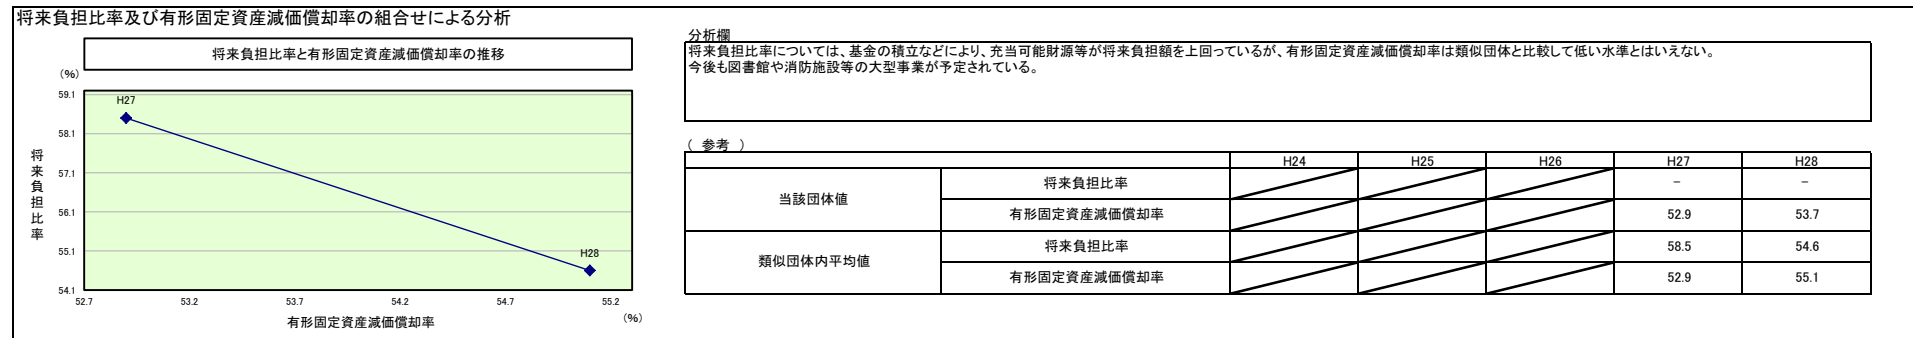 将来負担比率及び有形固定資産減価償却率の組合せによる分析
将来負担比率と有形固定資産減価償却率の推移
(%)
59.1
58.1
57.1
56.1
55.1
54.1
将来負担比率
H27
H28
52.7 53.2 53.7 54.2 54.7 55.2
有形固定資産減価償却率
(%)
分析欄
将来負担比率については、基金の積立などにより、充当可能財源等が将来負担額を上回っているが、有形固定資産減価償却率は類似団体と比較して低い水準とはいえない。
今後も図書館や消防施設等の大型事業が予定されている。
( 参考 )
H24 H25 H26 H27 H28
当該団体値
将来負担比率 － －
有形固定資産減価償却率 52.9 53.7
類似団体内平均値
将来負担比率 58.5 54.6
有形固定資産減価償却率 52.9 55.1